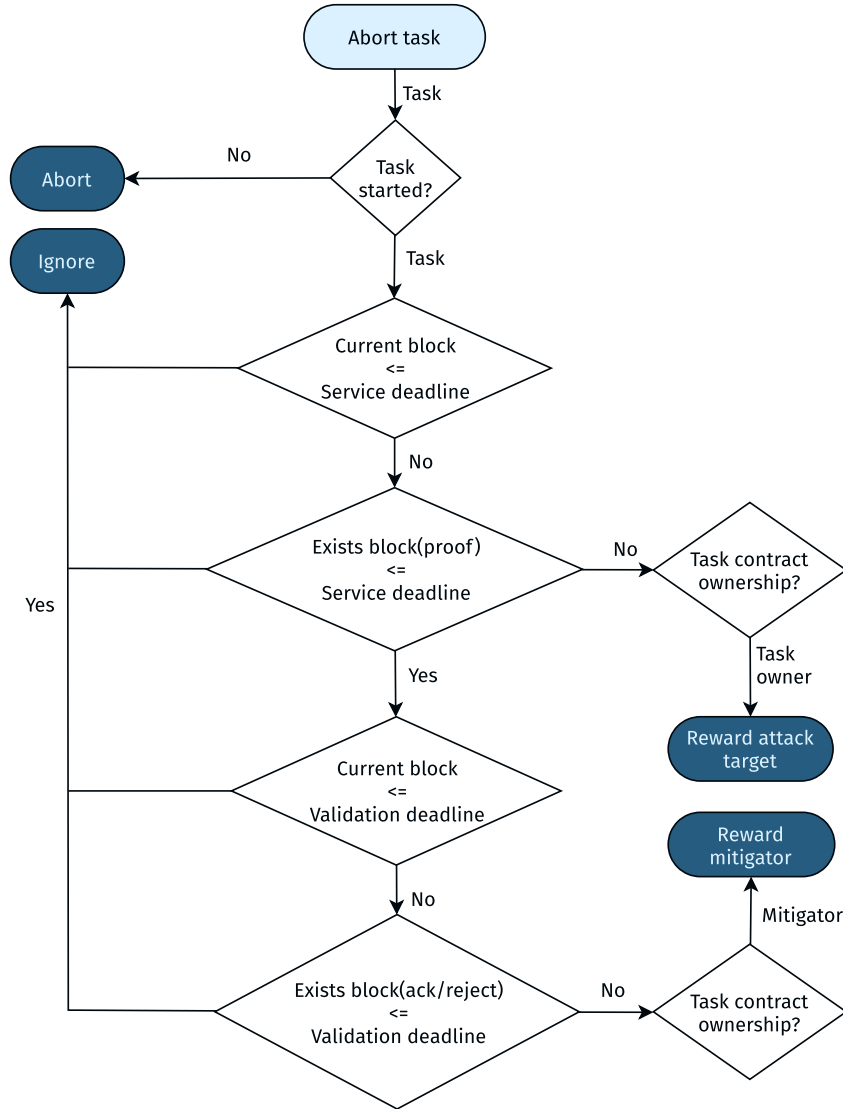 Abort task
Task
No
Task
started?
Abort
Ignore
Task
Current block
<=
Service deadline
No
Exists block(proof)
<=
Service deadline
No
Task contract
ownership?
Yes
Yes
Task
owner
Reward attack
target
Current block
<=
Validation deadline
Reward
mitigator
No
Mitigator
Exists block(ack/reject)
<=
Validation deadline
No
Task contract
ownership?